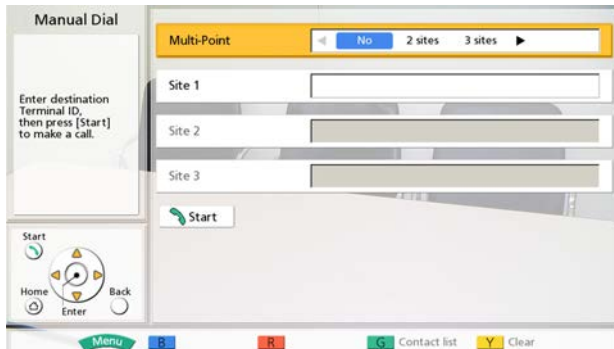 Manual Dial
Enter destination
Terminal ID,
then press [Start]
to make a call.
Multi-Point No 2 sites 3 sites
Site 1
Site 2
Site 3
Start
Start
Home
Enter
Back
Menu B R G Contact list Y Clear